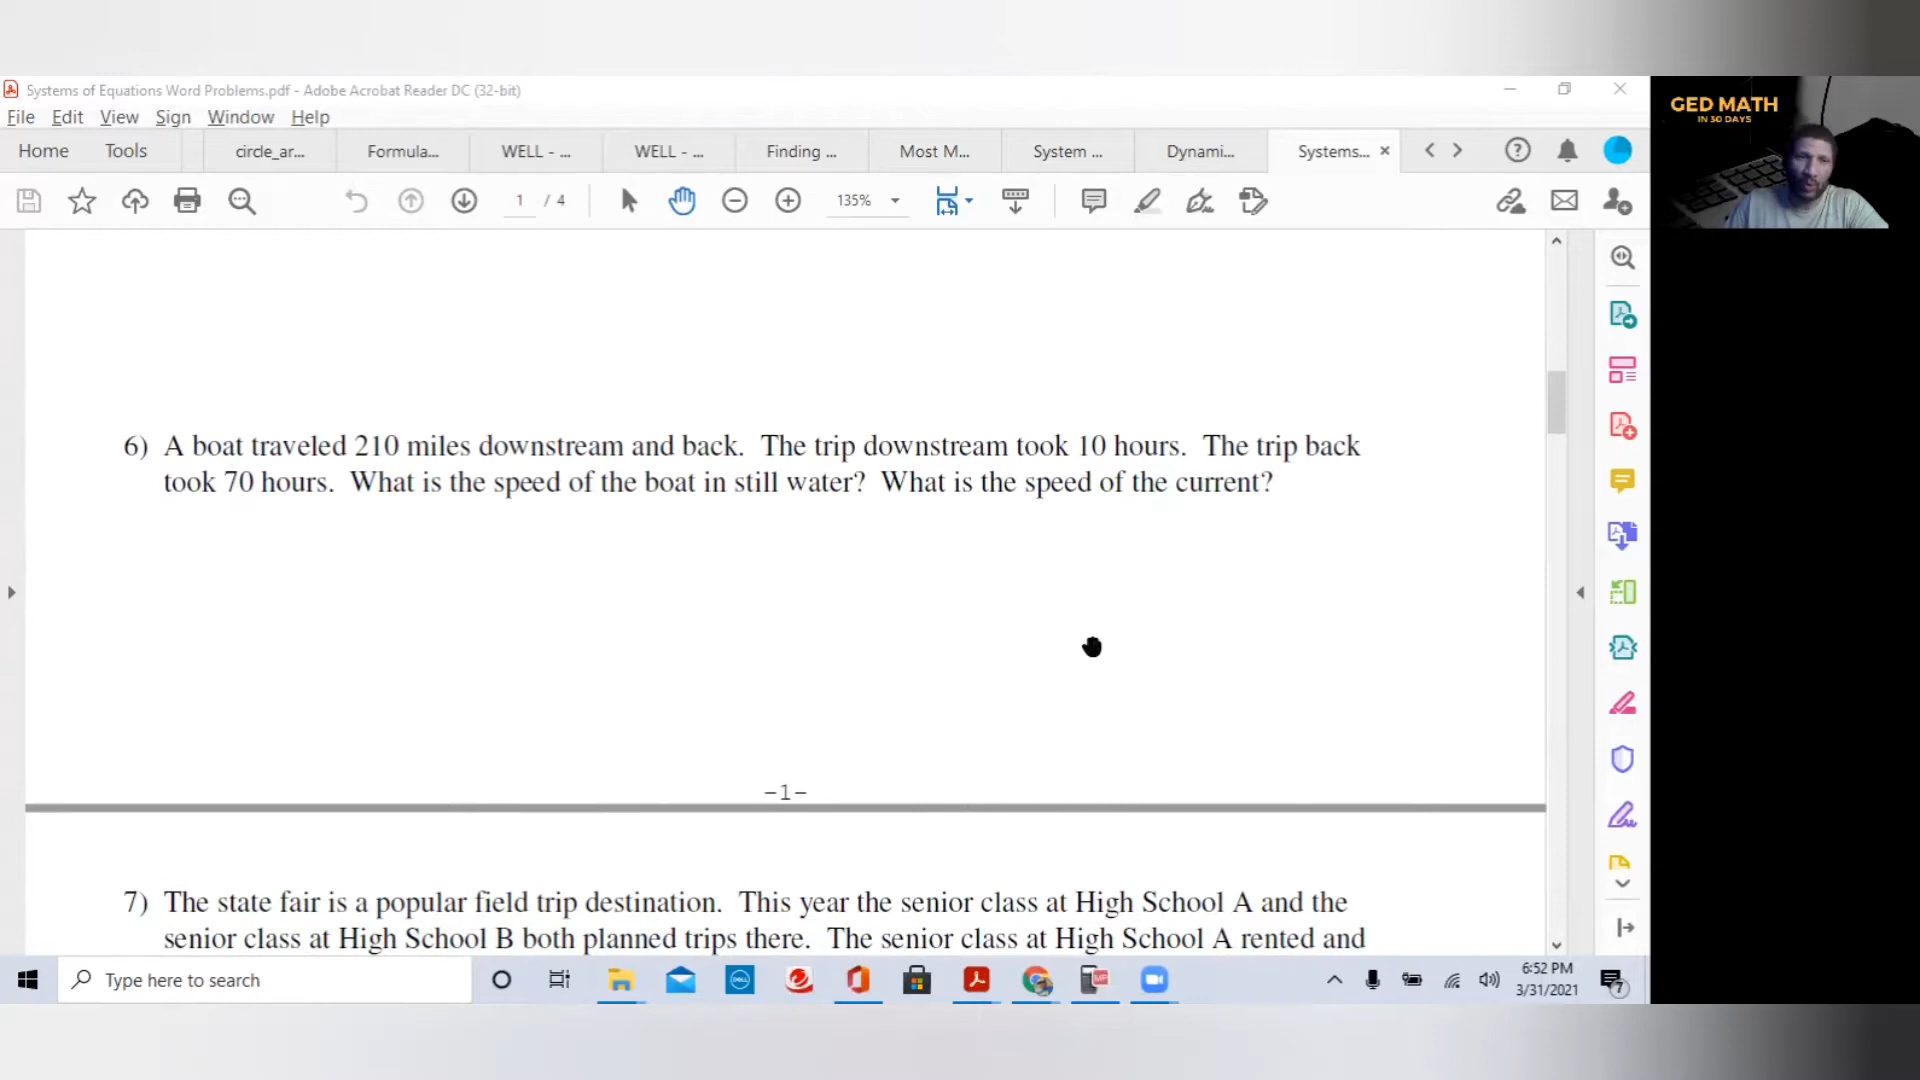 Systems of Equations Word Problems.pdf - Adobe Acrobat Reader DC (32-bit)
File Edit View Sign Window Help
Home Tools circle_ar... Formula... WELL - ... WELL - ... Finding ... Most M... System ... Dynami... Systems...
1 / 4 135%
GED MATH
IN 30 DAYS
6) A boat traveled 210 miles downstream and back. The trip downstream took 10 hours. The trip back
took 70 hours. What is the speed of the boat in still water? What is the speed of the current?
-1-
7) The state fair is a popular field trip destination. This year the senior class at High School A and the
senior class at High School B both planned trips there. The senior class at High School A rented and
Type here to search
DELL
6:52 PM
3/31/2021
7